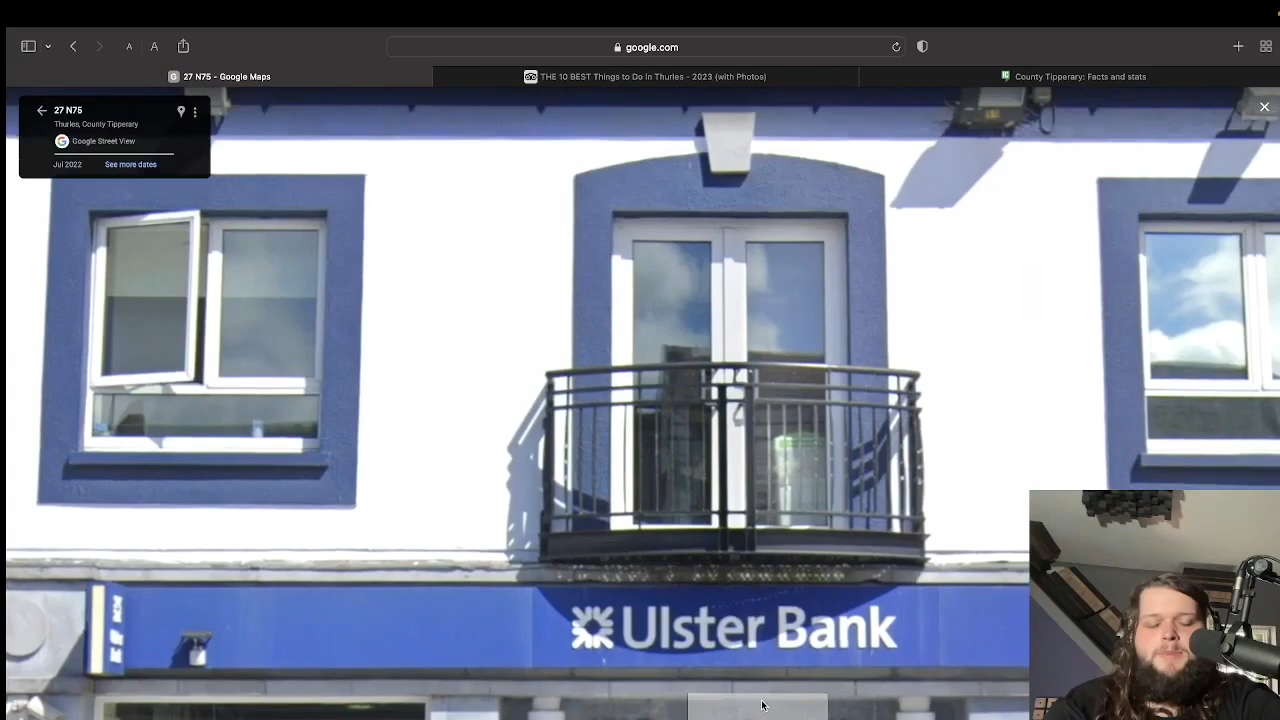 google.com
27 N75 - Google Maps
THE 10 BEST Things to Do in Thurles - 2023 (with Photos)
County Tipperary: Facts and stats
27 N75
Thurles, County Tipperary
Google Street View
Jul 2022
See more dates
Ulster Bank